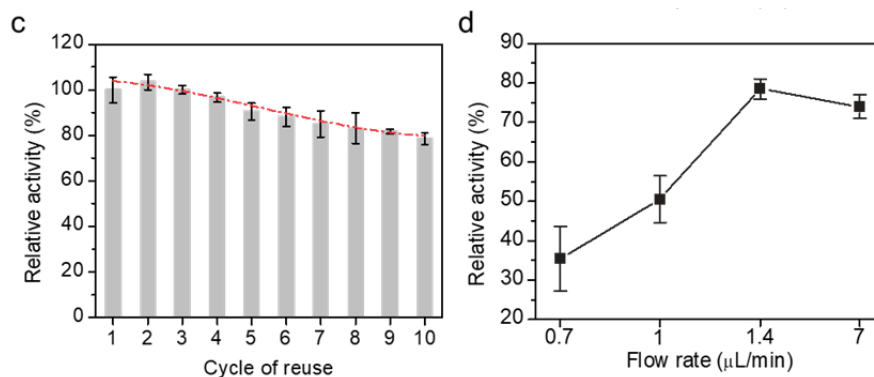 c
120
100
80
60
40
20
0
Relative activity (%)
1 2 3 4 5 6 7 8 9 10
Cycle of reuse
d
90
80
70
60
50
40
30
20
Relative activity (%)
0.7 1 1.4 7
Flow rate (μL/min)